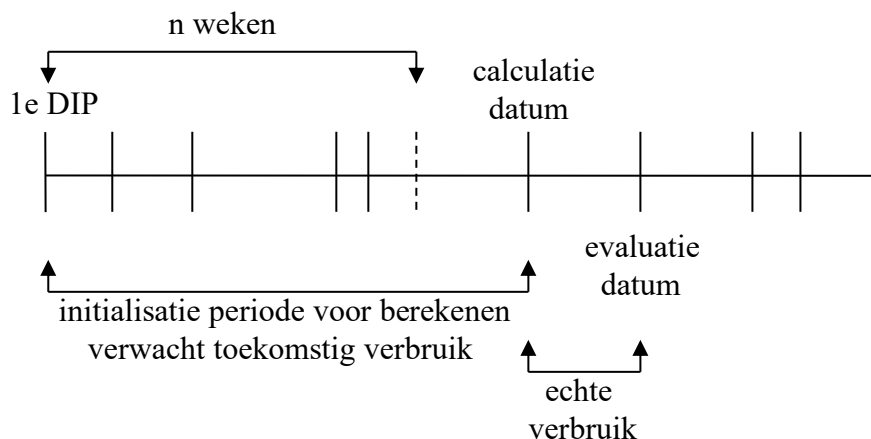 n weken
calculatie
datum
1e DIP
evaluatie
datum
initialisatie periode voor berekenen
verwacht toekomstig verbruik
echte
verbruik